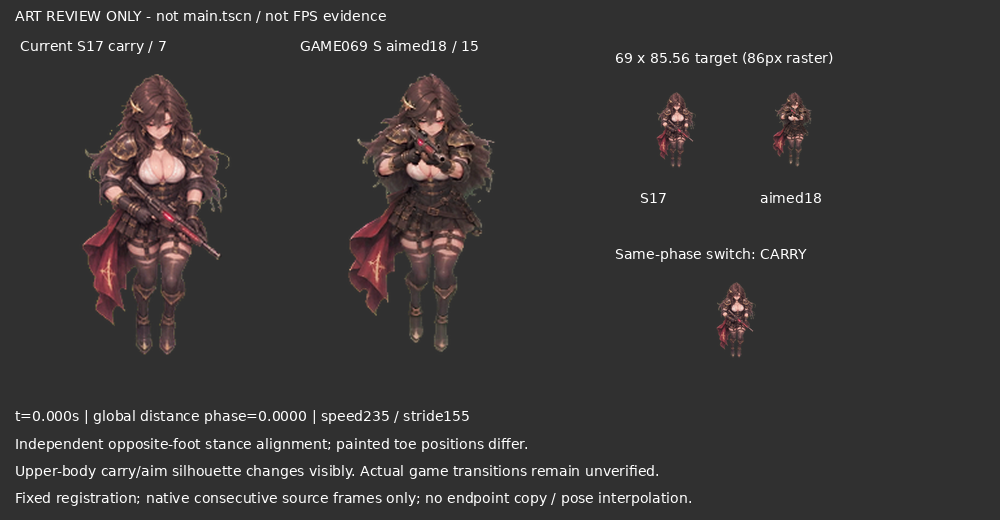 ART REVIEW ONLY - not main.tscn / not FPS evidence
Current S17 carry / 7
GAME069 S aimed18 / 15
69 x 85.56 target (86px raster)
S17
aimed18
Same-phase switch: CARRY
t=0.000s | global distance phase=0.0000 | speed235 / stride155
Independent opposite-foot stance alignment; painted toe positions differ.
Upper-body carry/aim silhouette changes visibly. Actual game transitions remain unverified.
Fixed registration; native consecutive source frames only; no endpoint copy / pose interpolation.